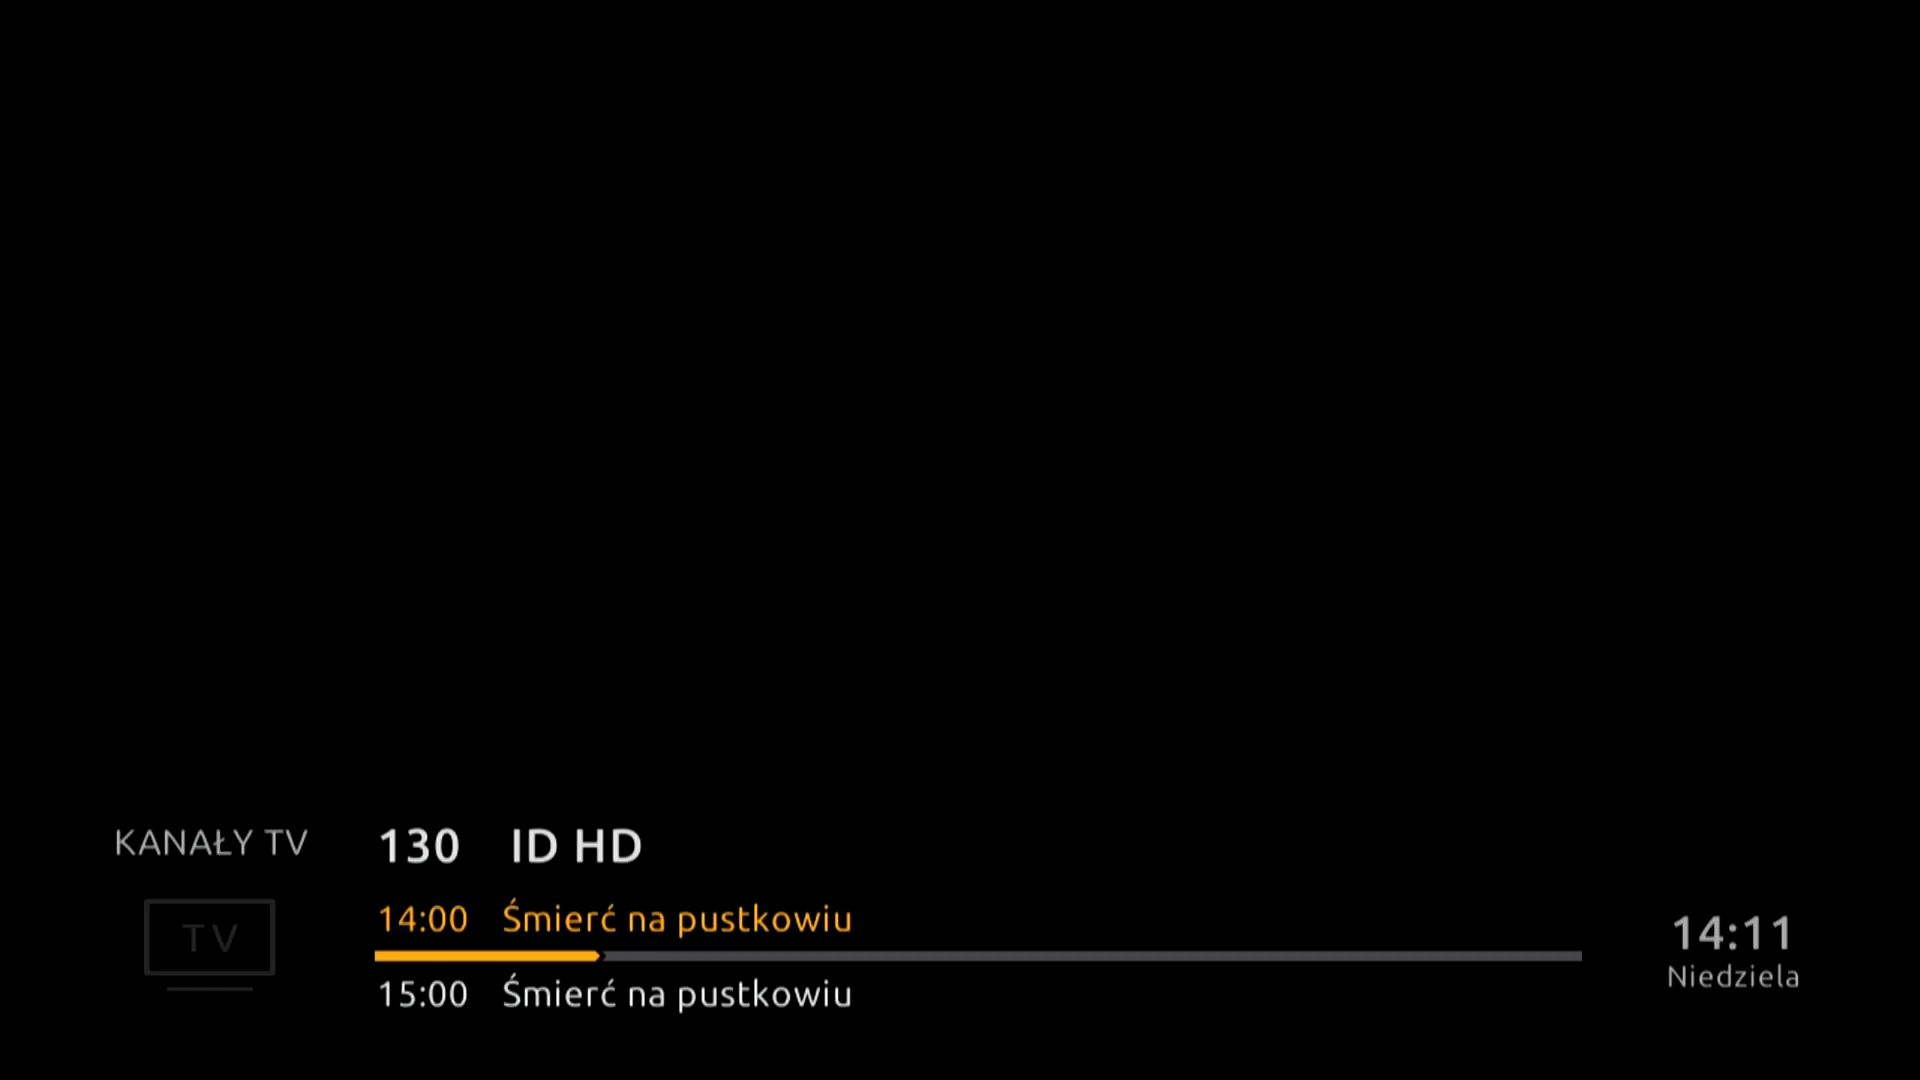 KANAŁY TV
130 ID HD
TV
14:00 Śmierć na pustkowiu
15:00 Śmierć na pustkowiu
14:11
Niedziela